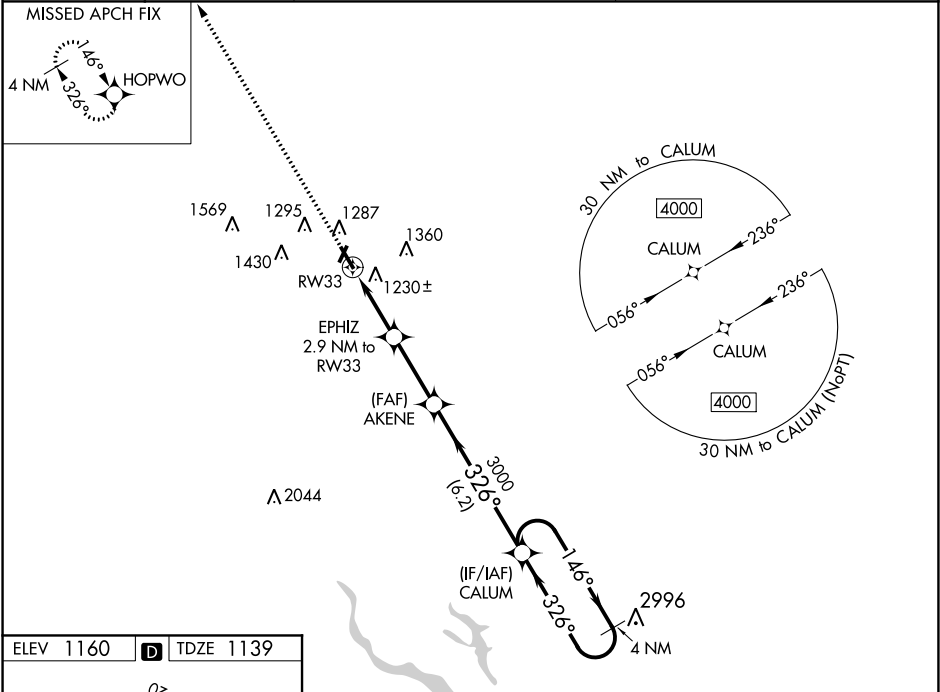 MISSED APCH FIX
146°
4 NM
HOPWO
326°
30 NM to CALUM
4000
CALUM
236°
056°
1569
1295
1287
1430
1360
RW33
1230±
236°
EPHIZ
2.9 NM to
RW33
CALUM
056°
(FAF)
AKENE
4000
30 NM to CALUM (NoPT)
3000
326°
(6.2)
2044
(IF/IAF)
CALUM
146°
326°
2996
4 NM
ELEV 1160
D
TDZE 1139